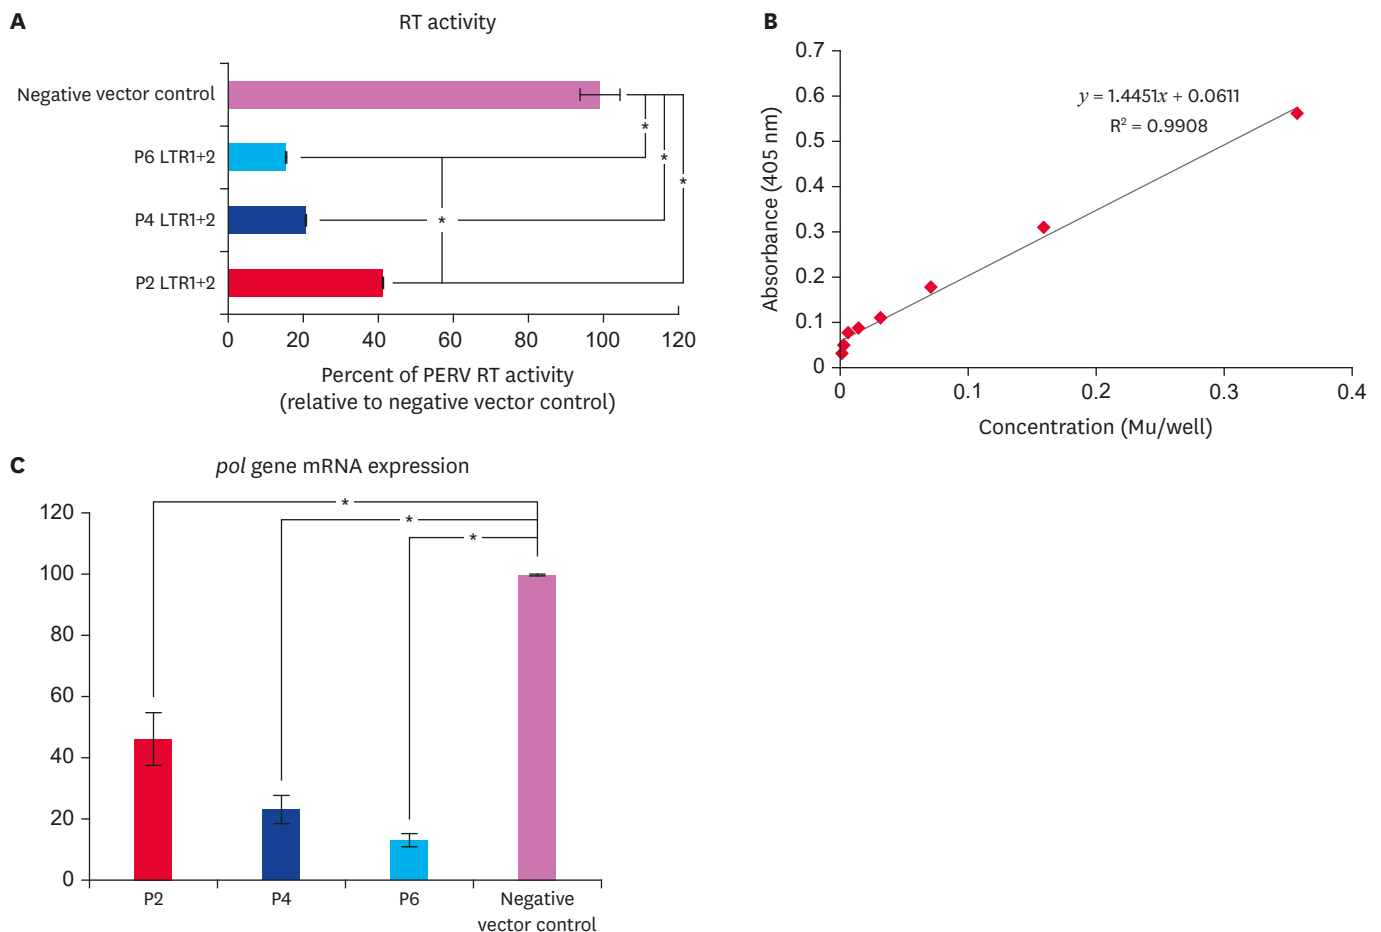 A
RT activity
Negative vector control
*
P6 LTR1+2
*
*
P4 LTR1+2
*
P2 LTR1+2
0 20 40 60 80 100 120
Percent of PERV RT activity
(relative to negative vector control)
B
0.7
0.6
0.5
0.4
0.3
0.2
0.1
0
Absorbance (405 nm)
y = 1.4451x + 0.0611
R² = 0.9908
0 0.1 0.2 0.3 0.4
Concentration (Mu/well)
C
pol gene mRNA expression
*
*
*
120
100
80
60
40
20
0
P2 P4 P6 Negative
vector control